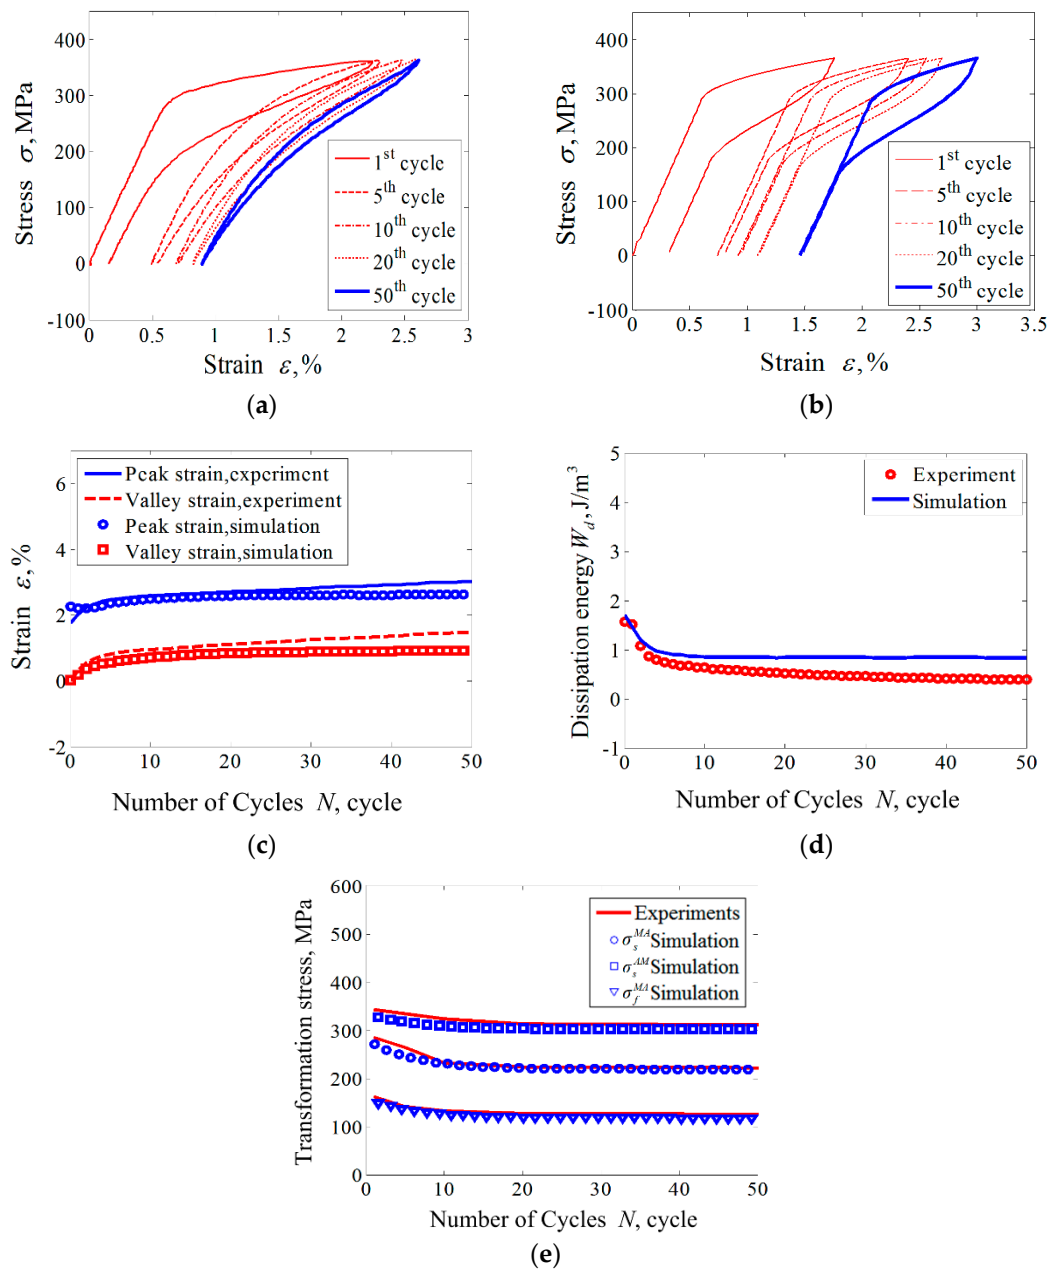 400
300
200
100
0
-100
Stress σ, MPa
1st cycle
5th cycle
10th cycle
20th cycle
50th cycle
0 0.5 1 1.5 2 2.5 3
Strain ε, %
(a)
400
300
200
100
0
-100
Stress σ, MPa
1st cycle
5th cycle
10th cycle
20th cycle
50th cycle
0 0.5 1 1.5 2 2.5 3 3.5
Strain ε, %
(b)
6
4
2
0
-2
Strain ε, %
Peak strain,experiment
Valley strain,experiment
Peak strain,simulation
Valley strain,simulation
0 10 20 30 40 50
Number of Cycles N, cycle
(c)
5
4
3
2
1
0
-1
Dissipation energy W_d, J/m³
Experiment
Simulation
0 10 20 30 40 50
Number of Cycles N, cycle
(d)
600
500
400
300
200
100
0
Transformation stress, MPa
Experiments
σ_s^MA Simulation
σ_s^AM Simulation
σ_f^MA Simulation
0 10 20 30 40 50
Number of Cycles N, cycle
(e)